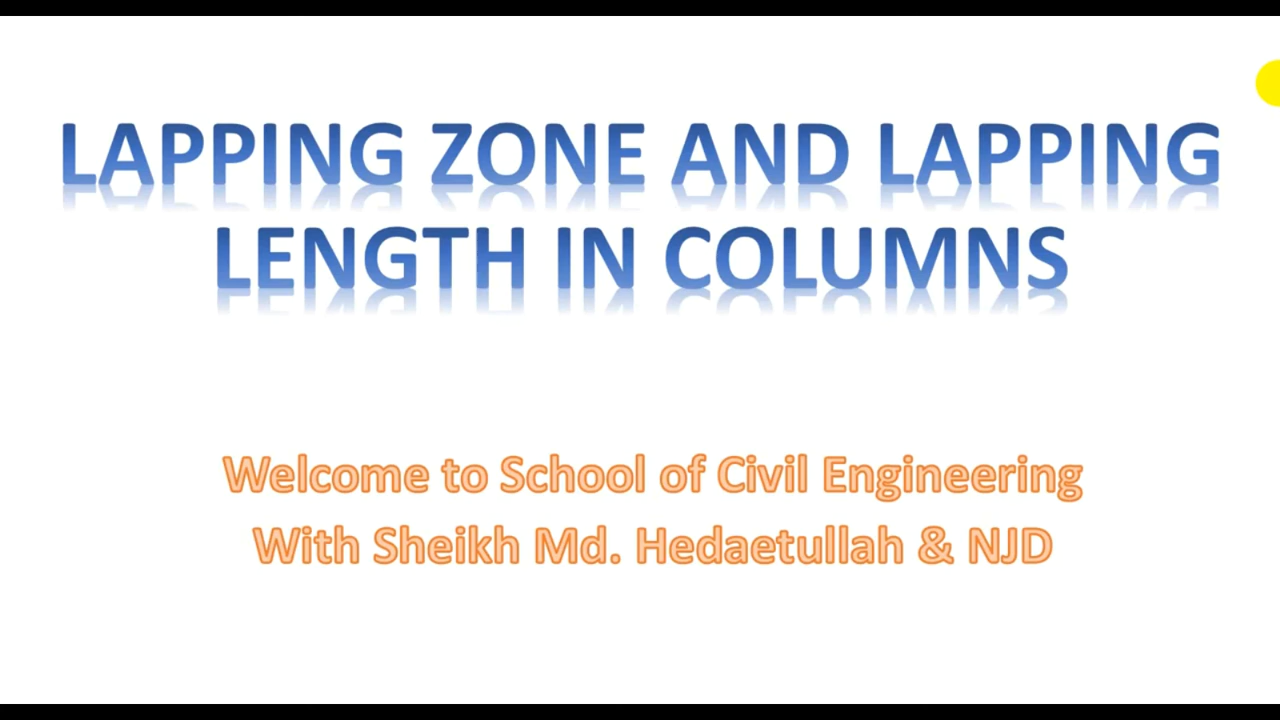 LAPPING ZONE AND LAPPING
LENGTH IN COLUMNS
Welcome to School of Civil Engineering
With Sheikh Md. Hedaetullah & NJD